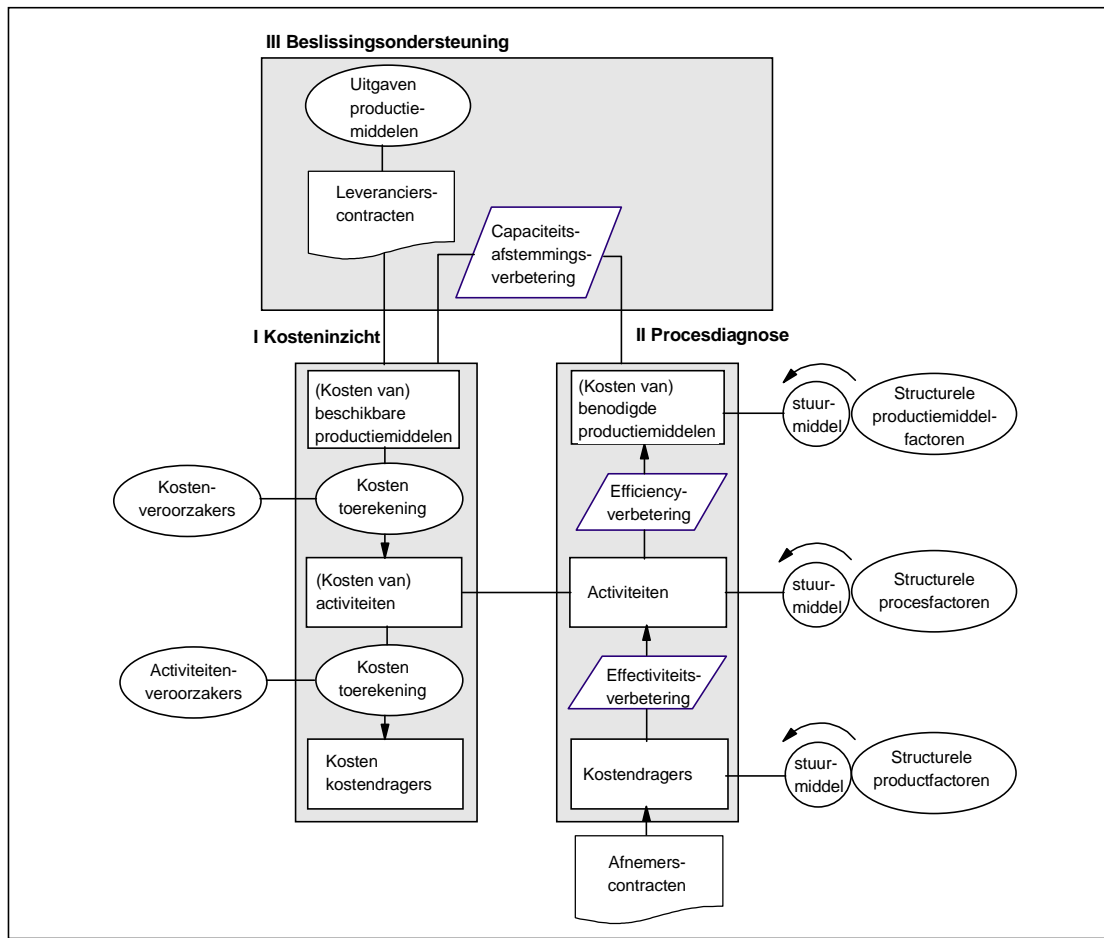 III Beslissingsondersteuning
Uitgaven
productie-
middelen
Leveranciers-
contracten
Capaciteits-
afstemmings-
verbetering
I Kosteninzicht
II Procesdiagnose
(Kosten van)
beschikbare
productiemiddelen
(Kosten van)
benodigde
productiemiddelen
stuur-
middel
Structurele
productiemiddel-
factoren
Kosten-
veroorzakers
Kosten
toerekening
Efficiency-
verbetering
(Kosten van)
activiteiten
Activiteiten
stuur-
middel
Structurele
procesfactoren
Activiteiten-
veroorzakers
Kosten
toerekening
Effectiviteits-
verbetering
Kosten
kostendragers
Kostendragers
stuur-
middel
Structurele
productfactoren
Afnemers-
contracten